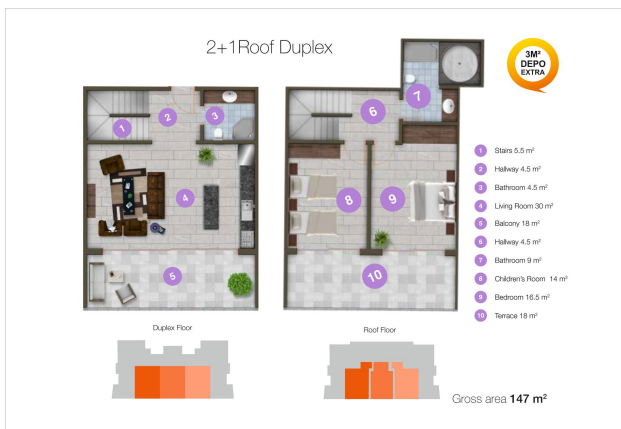 2+1Roof Duplex
3M²
DEPO
EXTRA
1
2
3
4
5
6
7
8
9
10
1 Stairs 5.5 m²
2 Hallway 4.5 m²
3 Bathroom 4.5 m²
4 Living Room 30 m²
5 Balcony 18 m²
6 Hallway 4.5 m²
7 Bathroom 9 m²
8 Children's Room 14 m²
9 Bedroom 16.5 m²
10 Terrace 18 m²
Duplex Floor
Roof Floor
Gross area 147 m²